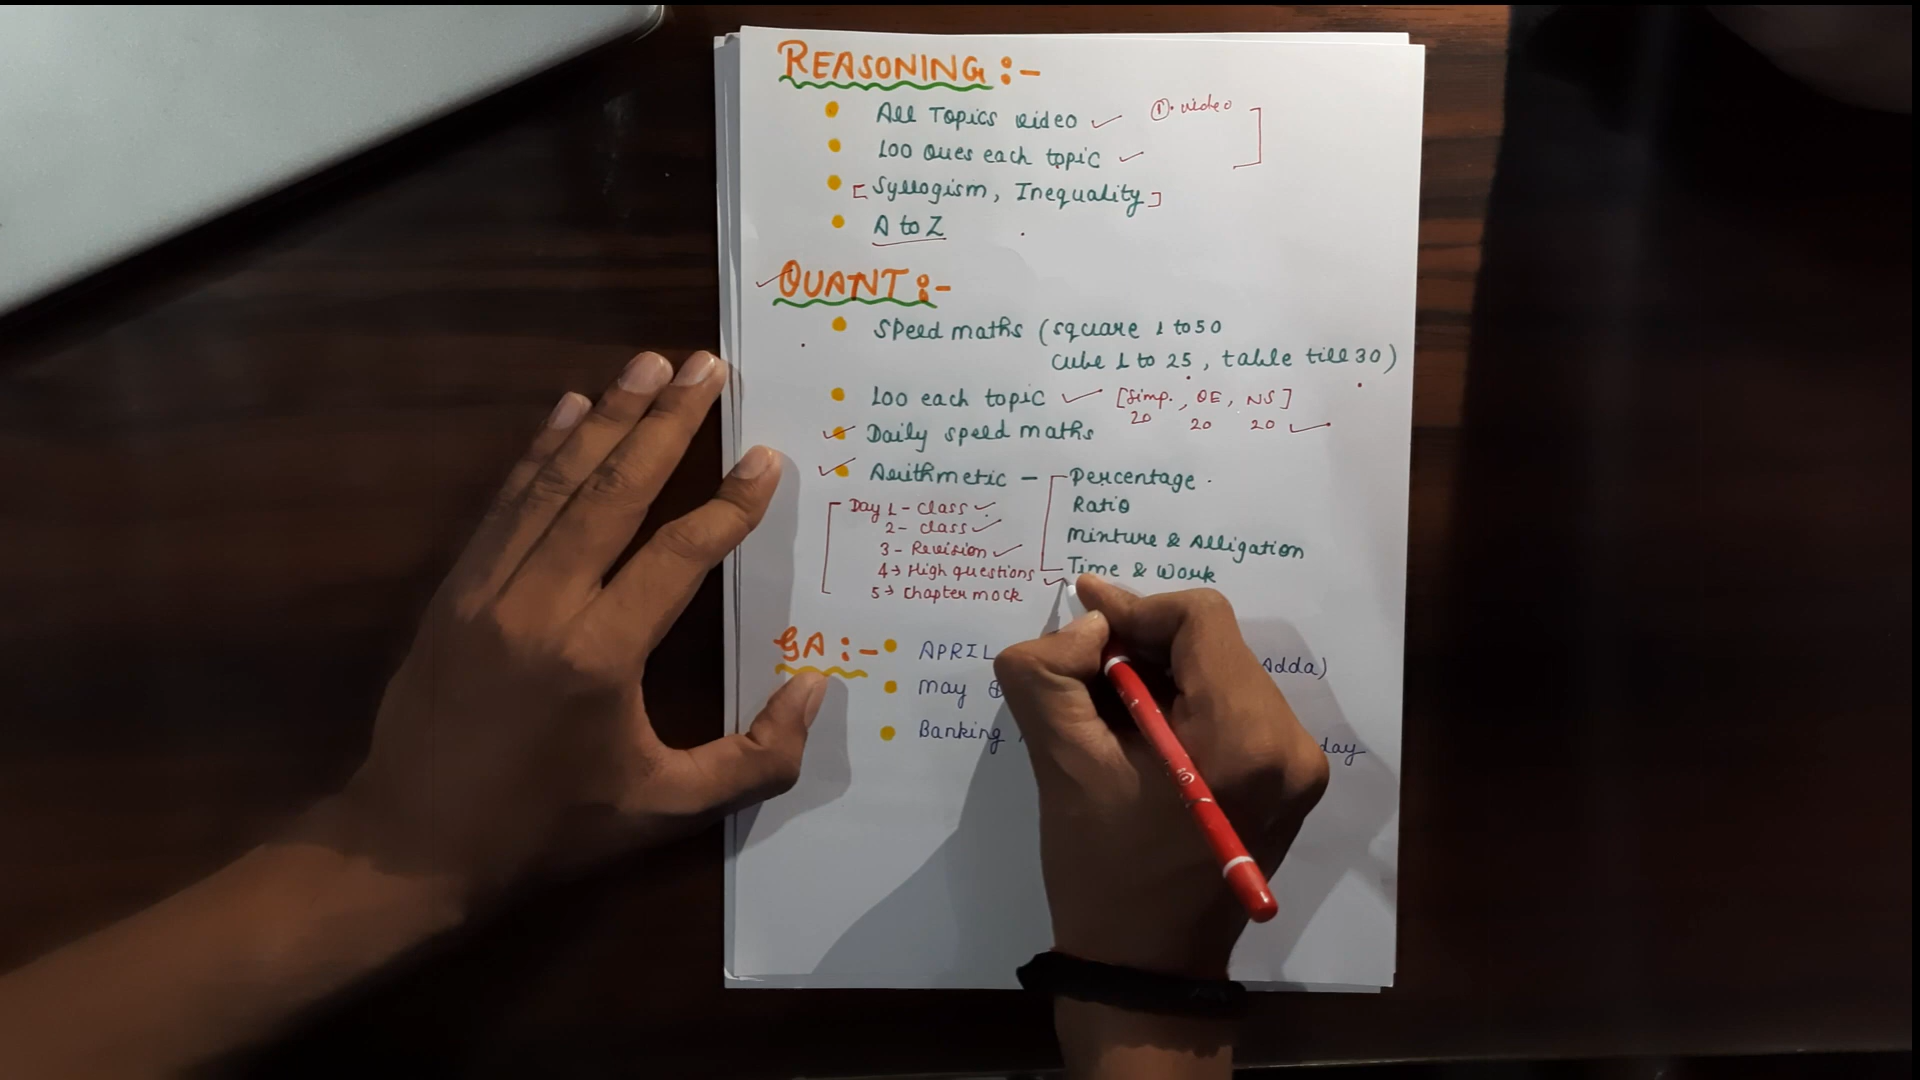 REASONING :-
All Topics video ① video
100 Ques each topic
[Syllogism, Inequality]
A to Z
QUANT :-
Speed maths (square 1 to 50
cube 1 to 25, table till 30)
100 each topic [Simp., QE, NS]
20 20 20
Daily speed maths
Arithmetic - Percentage
Ratio
Minture & Alligation
Time & Work
Day 1 - class
2 - class
3 - Revision
4 → High questions
5 → Chapter mock
GA :- APRIL Adda)
May
Banking day